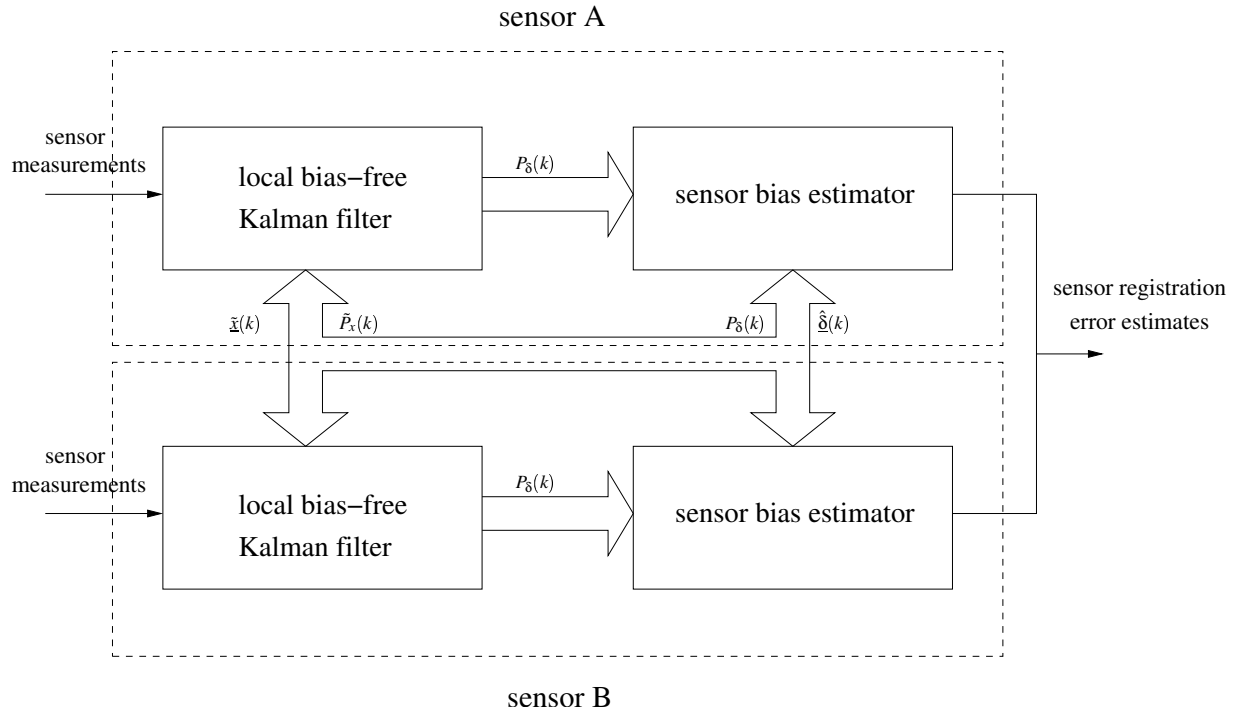 sensor A
sensor
measurements
local bias−free
Kalman filter
P_δ(k)
sensor bias estimator
x̲̃(k)
P̃_x(k)
P_δ(k)
δ̲̂(k)
sensor registration
error estimates
sensor
measurements
local bias−free
Kalman filter
P_δ(k)
sensor bias estimator
sensor B